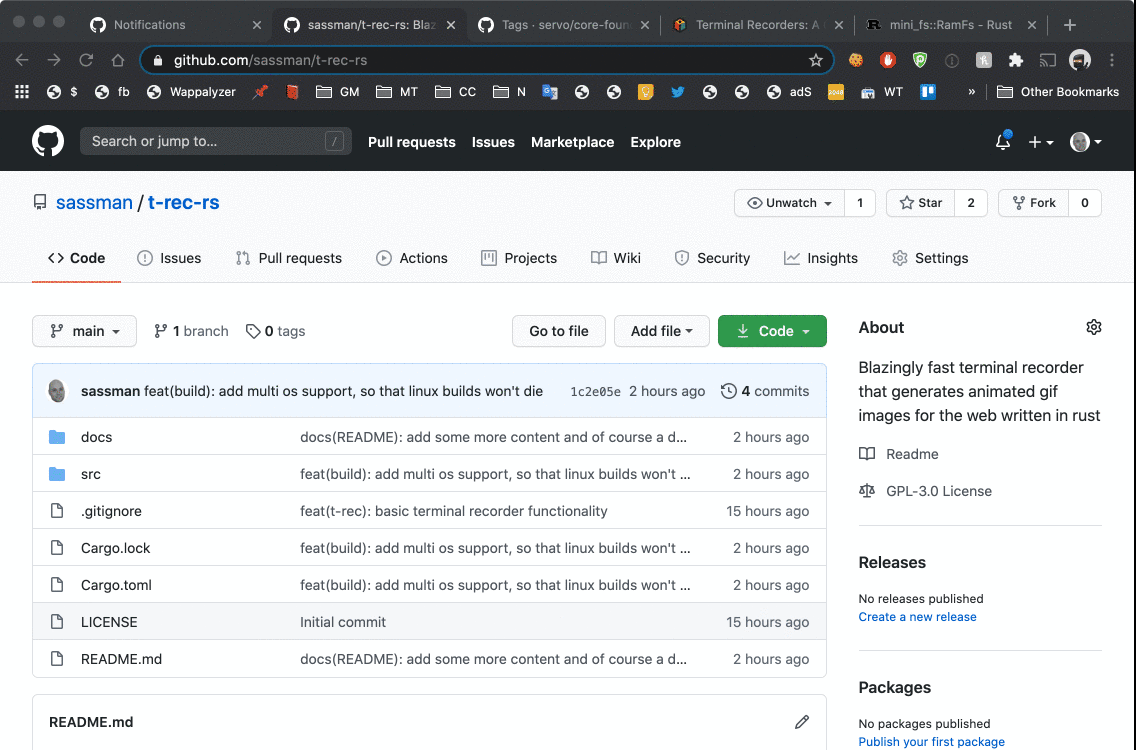 Notifications
sassman/t-rec-rs: Blaz
Tags · servo/core-foun
Terminal Recorders: A
mini_fs::RamFs - Rust
github.com/sassman/t-rec-rs
$ fb Wappalyzer GM MT CC N adS WT » Other Bookmarks
Search or jump to... /
Pull requests Issues Marketplace Explore
sassman / t-rec-rs
Unwatch 1 Star 2 Fork 0
Code Issues Pull requests Actions Projects Wiki Security Insights Settings
main 1 branch 0 tags Go to file Add file Code
sassman feat(build): add multi os support, so that linux builds won't die 1c2e05e 2 hours ago 4 commits
docs docs(README): add some more content and of course a d... 2 hours ago
src feat(build): add multi os support, so that linux builds won't ... 2 hours ago
.gitignore feat(t-rec): basic terminal recorder functionality 15 hours ago
Cargo.lock feat(build): add multi os support, so that linux builds won't ... 2 hours ago
Cargo.toml feat(build): add multi os support, so that linux builds won't ... 2 hours ago
LICENSE Initial commit 15 hours ago
README.md docs(README): add some more content and of course a d... 2 hours ago
README.md
About
Blazingly fast terminal recorder
that generates animated gif
images for the web written in rust
Readme
GPL-3.0 License
Releases
No releases published
Create a new release
Packages
No packages published
Publish your first package